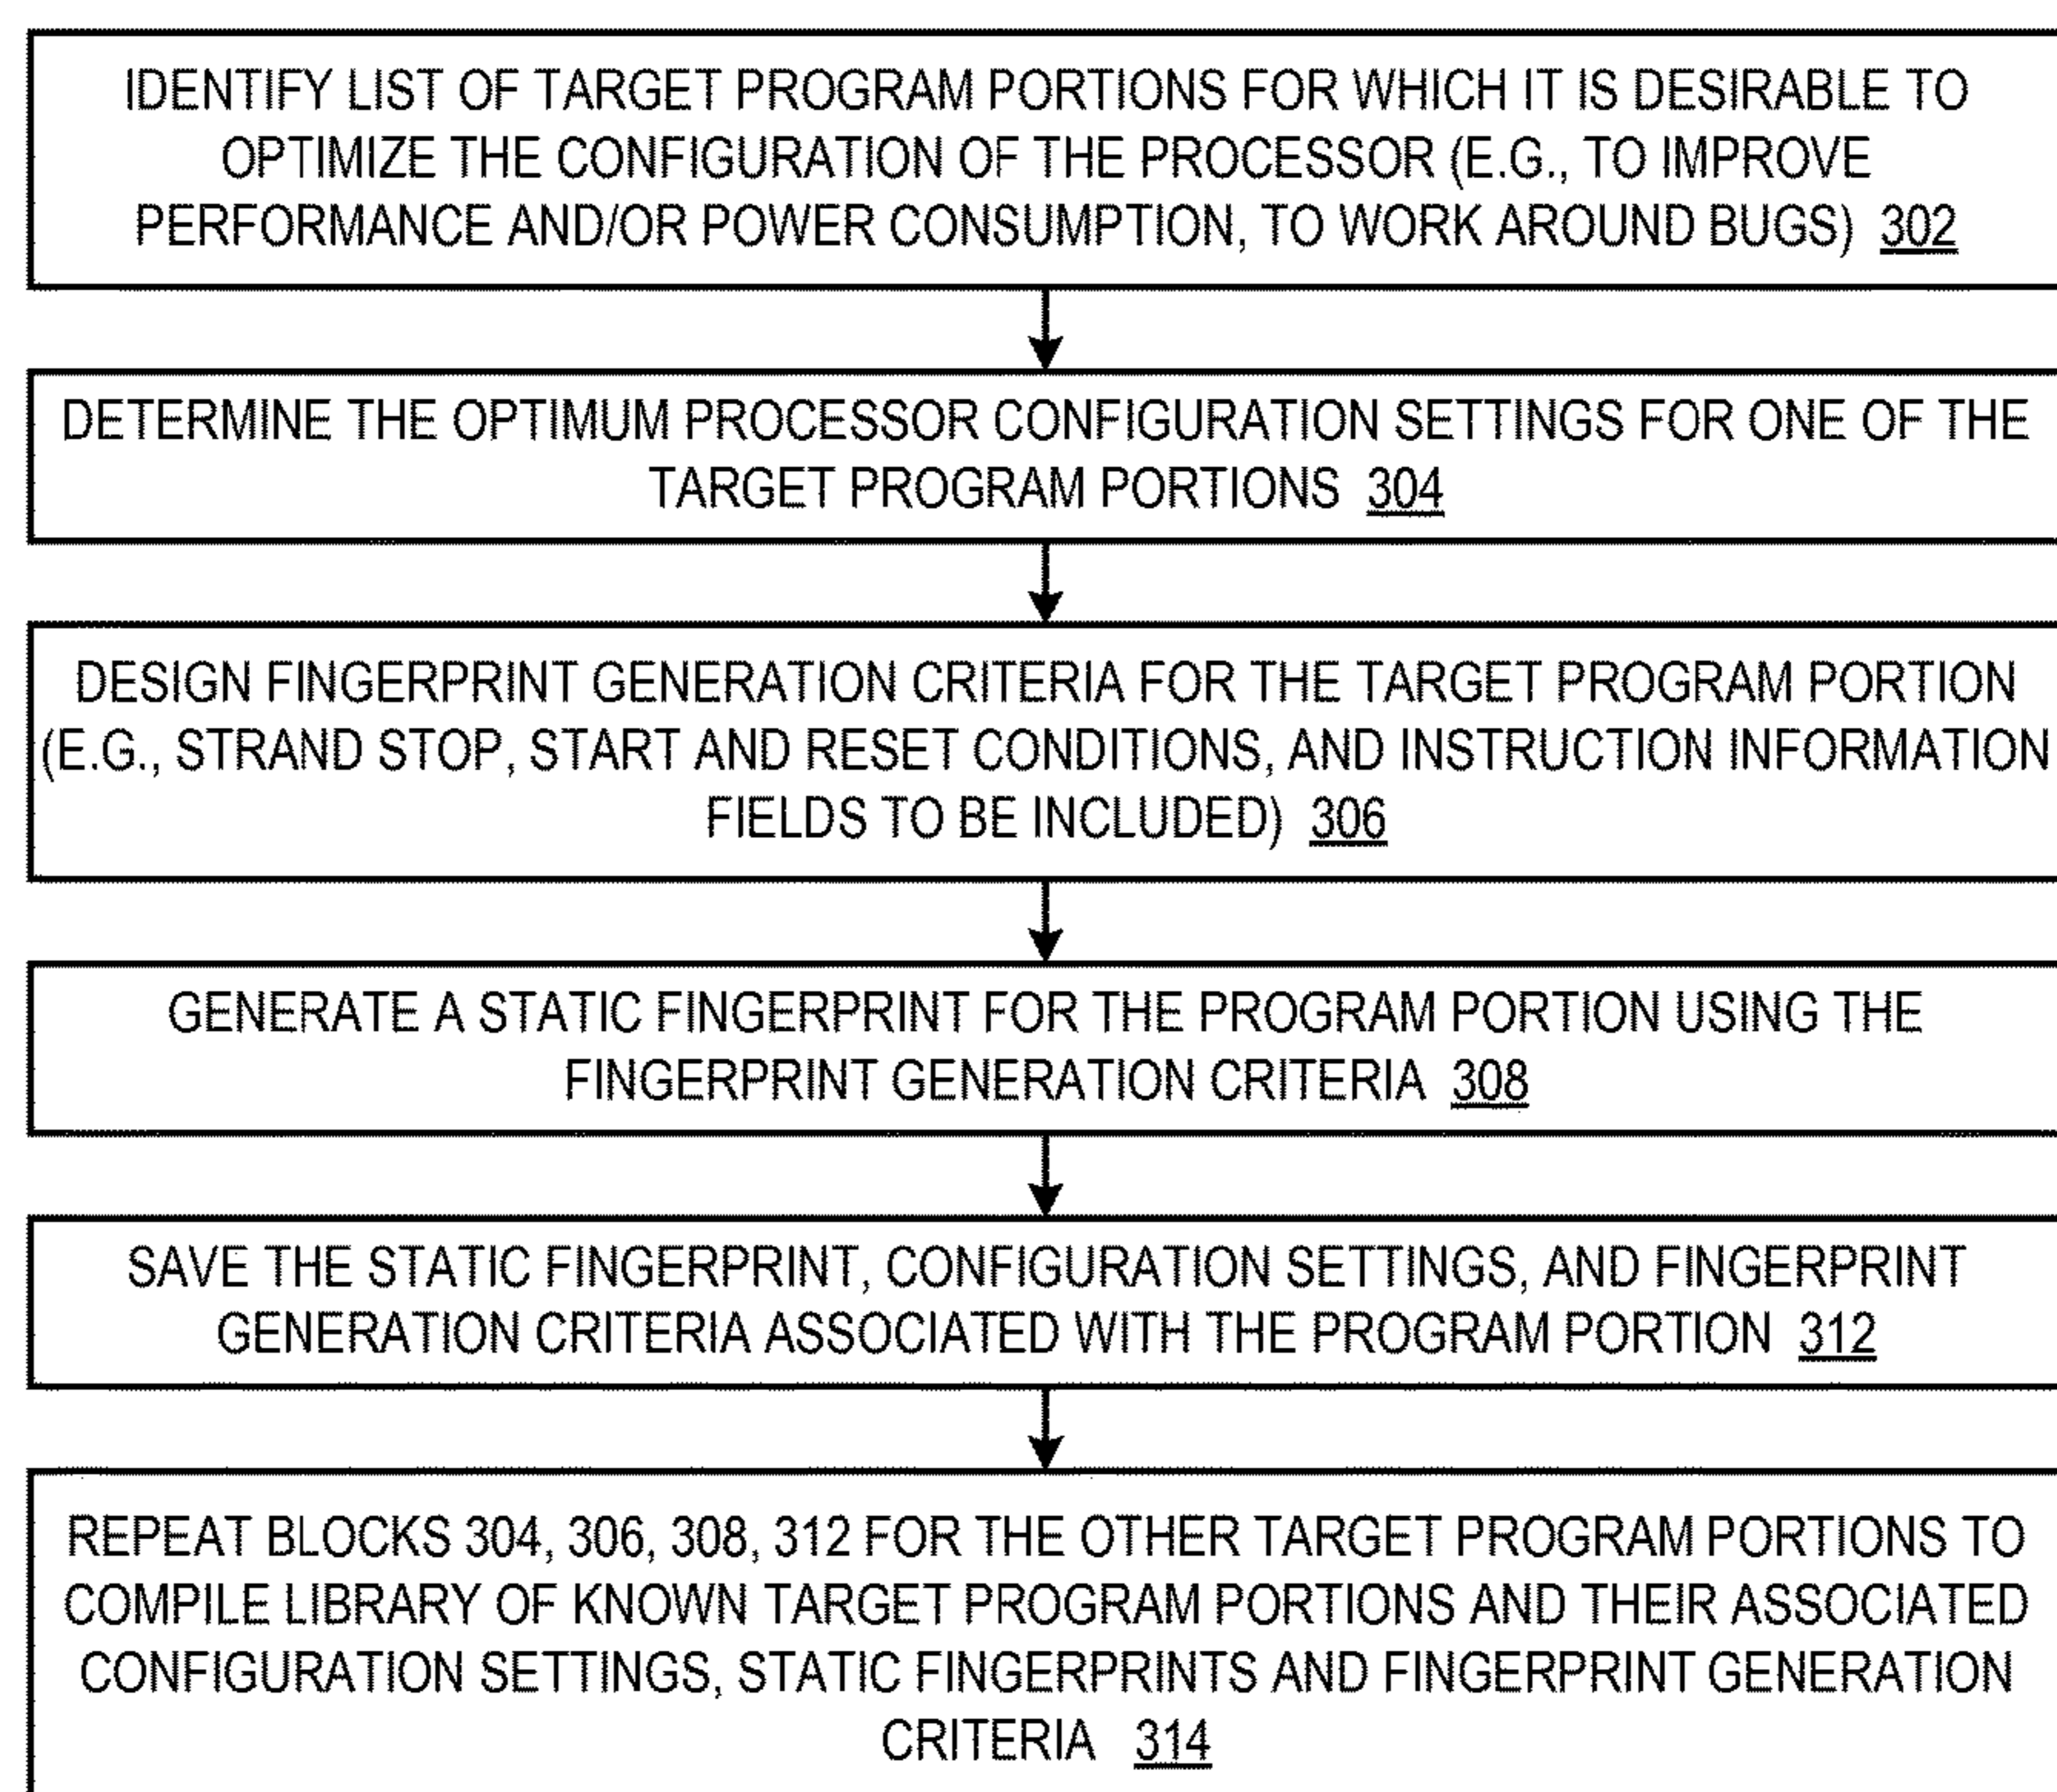 IDENTIFY LIST OF TARGET PROGRAM PORTIONS FOR WHICH IT IS DESIRABLE TO
OPTIMIZE THE CONFIGURATION OF THE PROCESSOR (E.G., TO IMPROVE
PERFORMANCE AND/OR POWER CONSUMPTION, TO WORK AROUND BUGS) 302
DETERMINE THE OPTIMUM PROCESSOR CONFIGURATION SETTINGS FOR ONE OF THE
TARGET PROGRAM PORTIONS 304
DESIGN FINGERPRINT GENERATION CRITERIA FOR THE TARGET PROGRAM PORTION
(E.G., STRAND STOP, START AND RESET CONDITIONS, AND INSTRUCTION INFORMATION
FIELDS TO BE INCLUDED) 306
GENERATE A STATIC FINGERPRINT FOR THE PROGRAM PORTION USING THE
FINGERPRINT GENERATION CRITERIA 308
SAVE THE STATIC FINGERPRINT, CONFIGURATION SETTINGS, AND FINGERPRINT
GENERATION CRITERIA ASSOCIATED WITH THE PROGRAM PORTION 312
REPEAT BLOCKS 304, 306, 308, 312 FOR THE OTHER TARGET PROGRAM PORTIONS TO
COMPILE LIBRARY OF KNOWN TARGET PROGRAM PORTIONS AND THEIR ASSOCIATED
CONFIGURATION SETTINGS, STATIC FINGERPRINTS AND FINGERPRINT GENERATION
CRITERIA 314